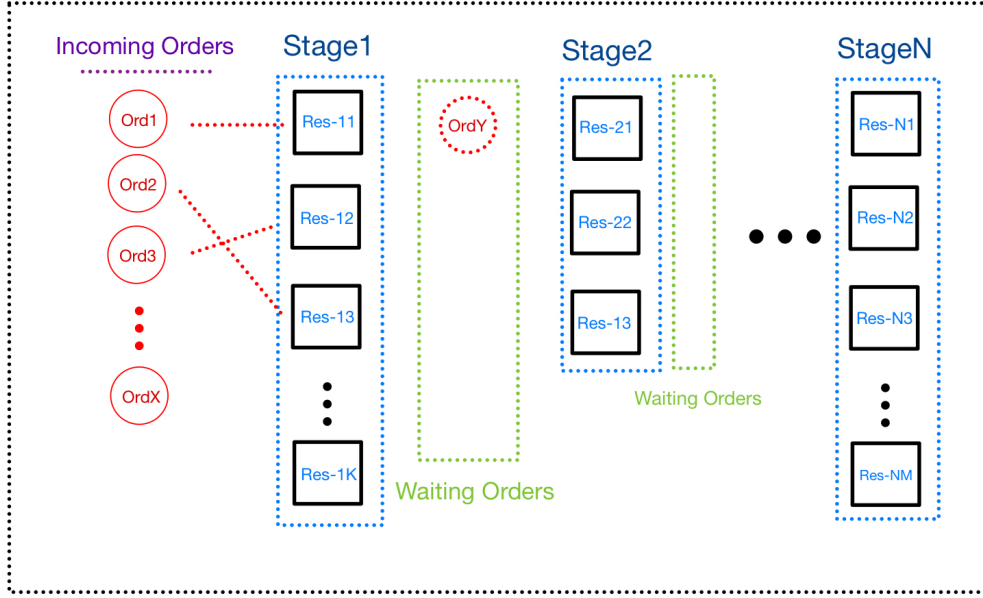 Incoming Orders
Ord1
Ord2
Ord3
OrdX
Stage1
Res-11
Res-12
Res-13
Res-1K
OrdY
Waiting Orders
Stage2
Res-21
Res-22
Res-13
Waiting Orders
StageN
Res-N1
Res-N2
Res-N3
Res-NM